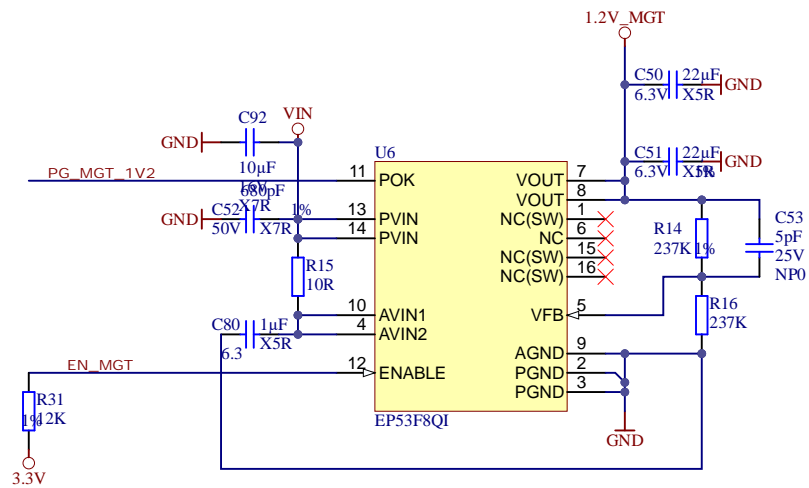 1.2V_MGT
C50 22µF
6.3V X5R
GND
C92
VIN
GND
10µF
16V
X7R
U6
C51 22µF
6.3V X5R
1%
GND
PG_MGT_1V2
11 POK
VOUT 7
VOUT 8
680pF
GND
C52
50V
X7R
1%
13 PVIN
14 PVIN
NC(SW) 1
NC 6
NC(SW) 15
NC(SW) 16
R14
237K 1%
C53
5pF
25V
NP0
R15
10R
C80 1µF
6.3 X5R
10 AVIN1
4 AVIN2
VFB 5
R16
237K
EN_MGT
12 ENABLE
AGND 9
PGND 2
PGND 3
R31
12K
1%
EP53F8QI
GND
3.3V